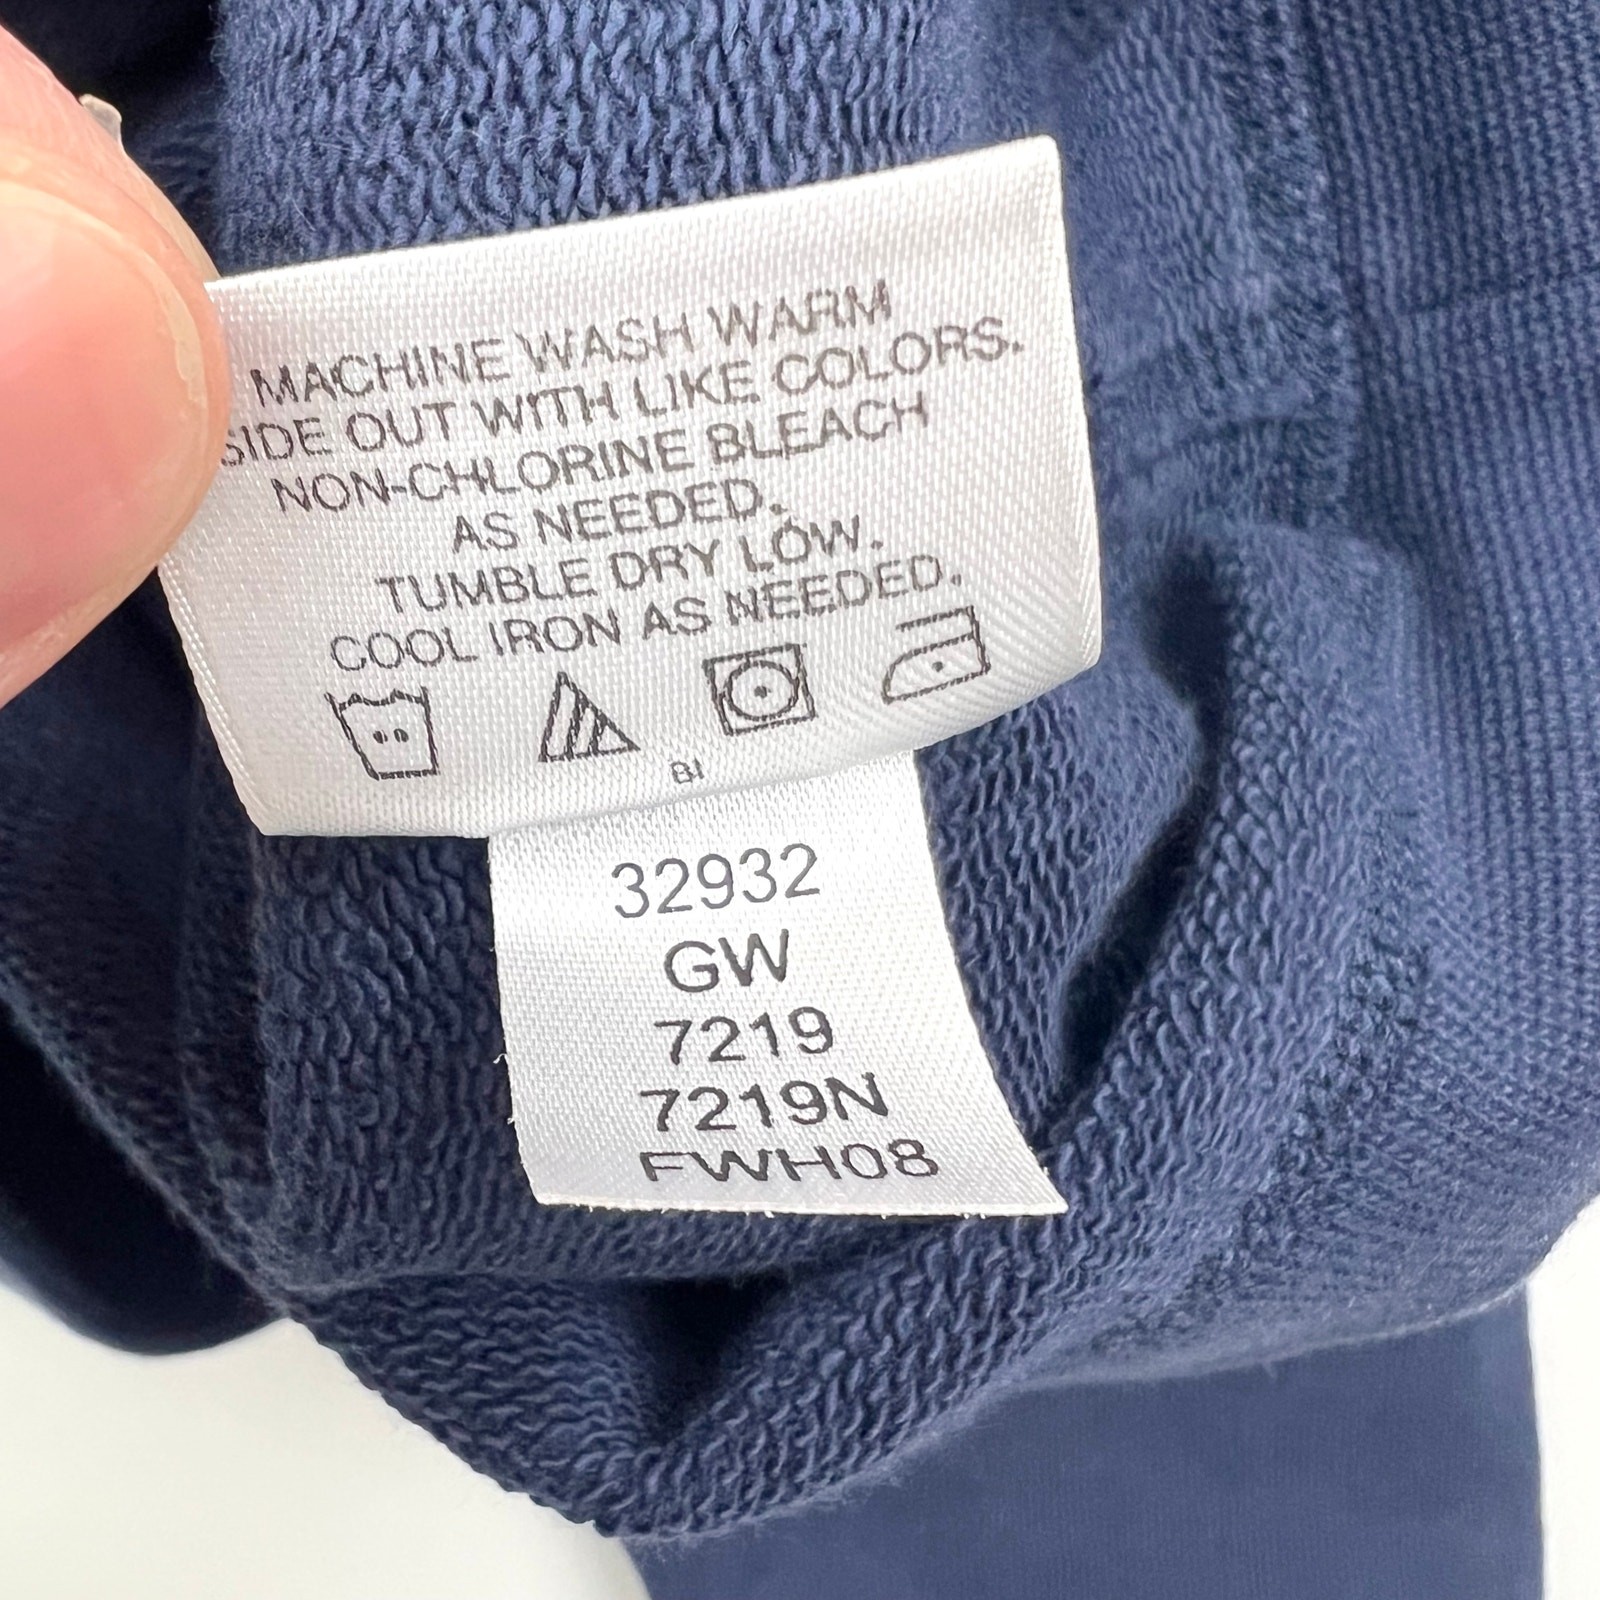 MACHINE WASH WARM
SIDE OUT WITH LIKE COLORS.
NON-CHLORINE BLEACH
AS NEEDED.
TUMBLE DRY LOW.
COOL IRON AS NEEDED.
BI
32932
GW
7219
7219N
FWH08